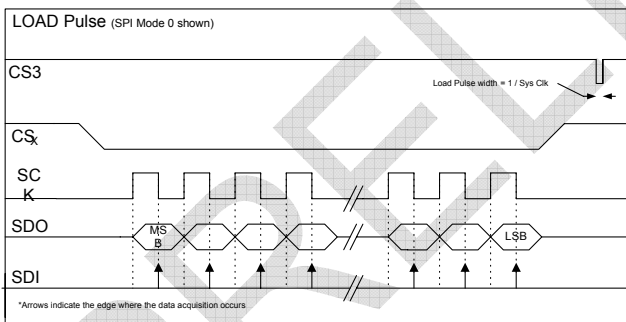 LOAD Pulse (SPI Mode 0 shown)
CS3
Load Pulse width = 1 / Sys Clk
CSx
SC
K
SDO
MS
B
LSB
SDI
*Arrows indicate the edge where the data acquisition occurs